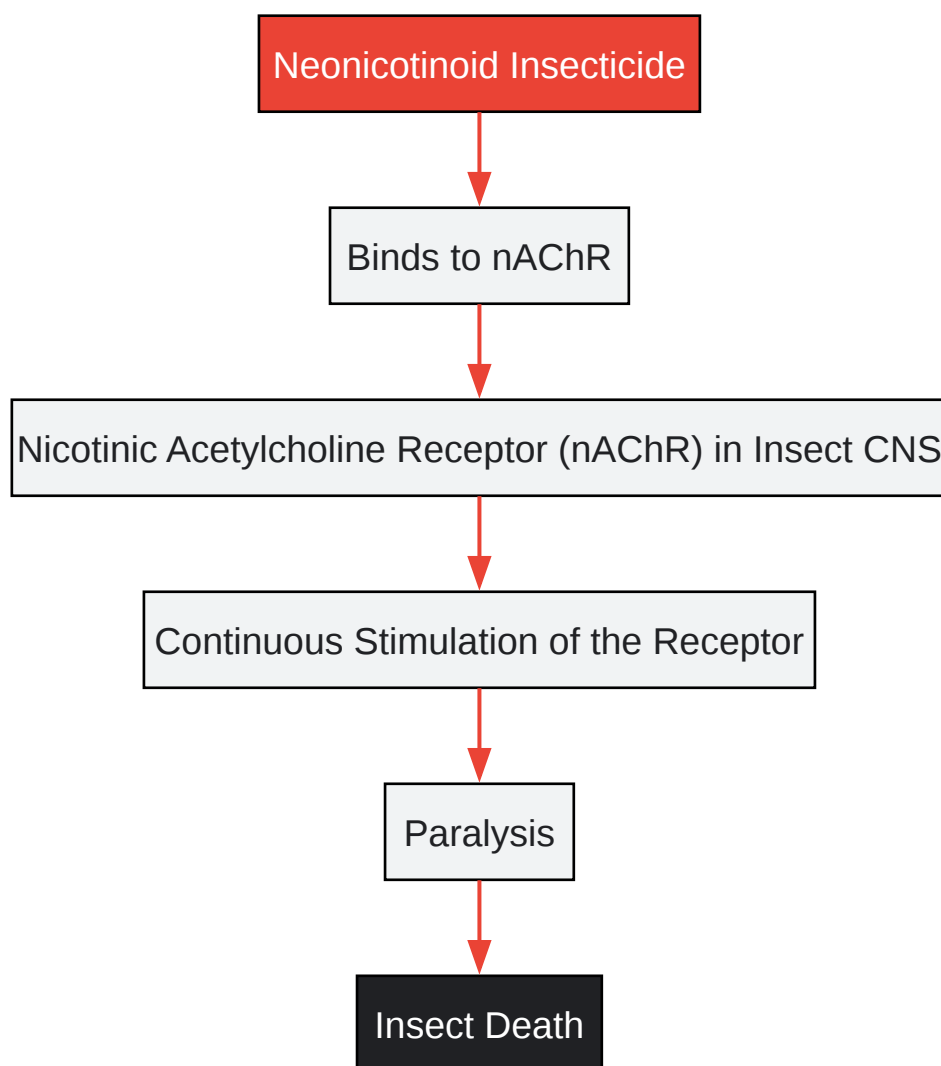 Neonicotinoid Insecticide
Binds to nAChR
Nicotinic Acetylcholine Receptor (nAChR) in Insect CNS
Continuous Stimulation of the Receptor
Paralysis
Insect Death